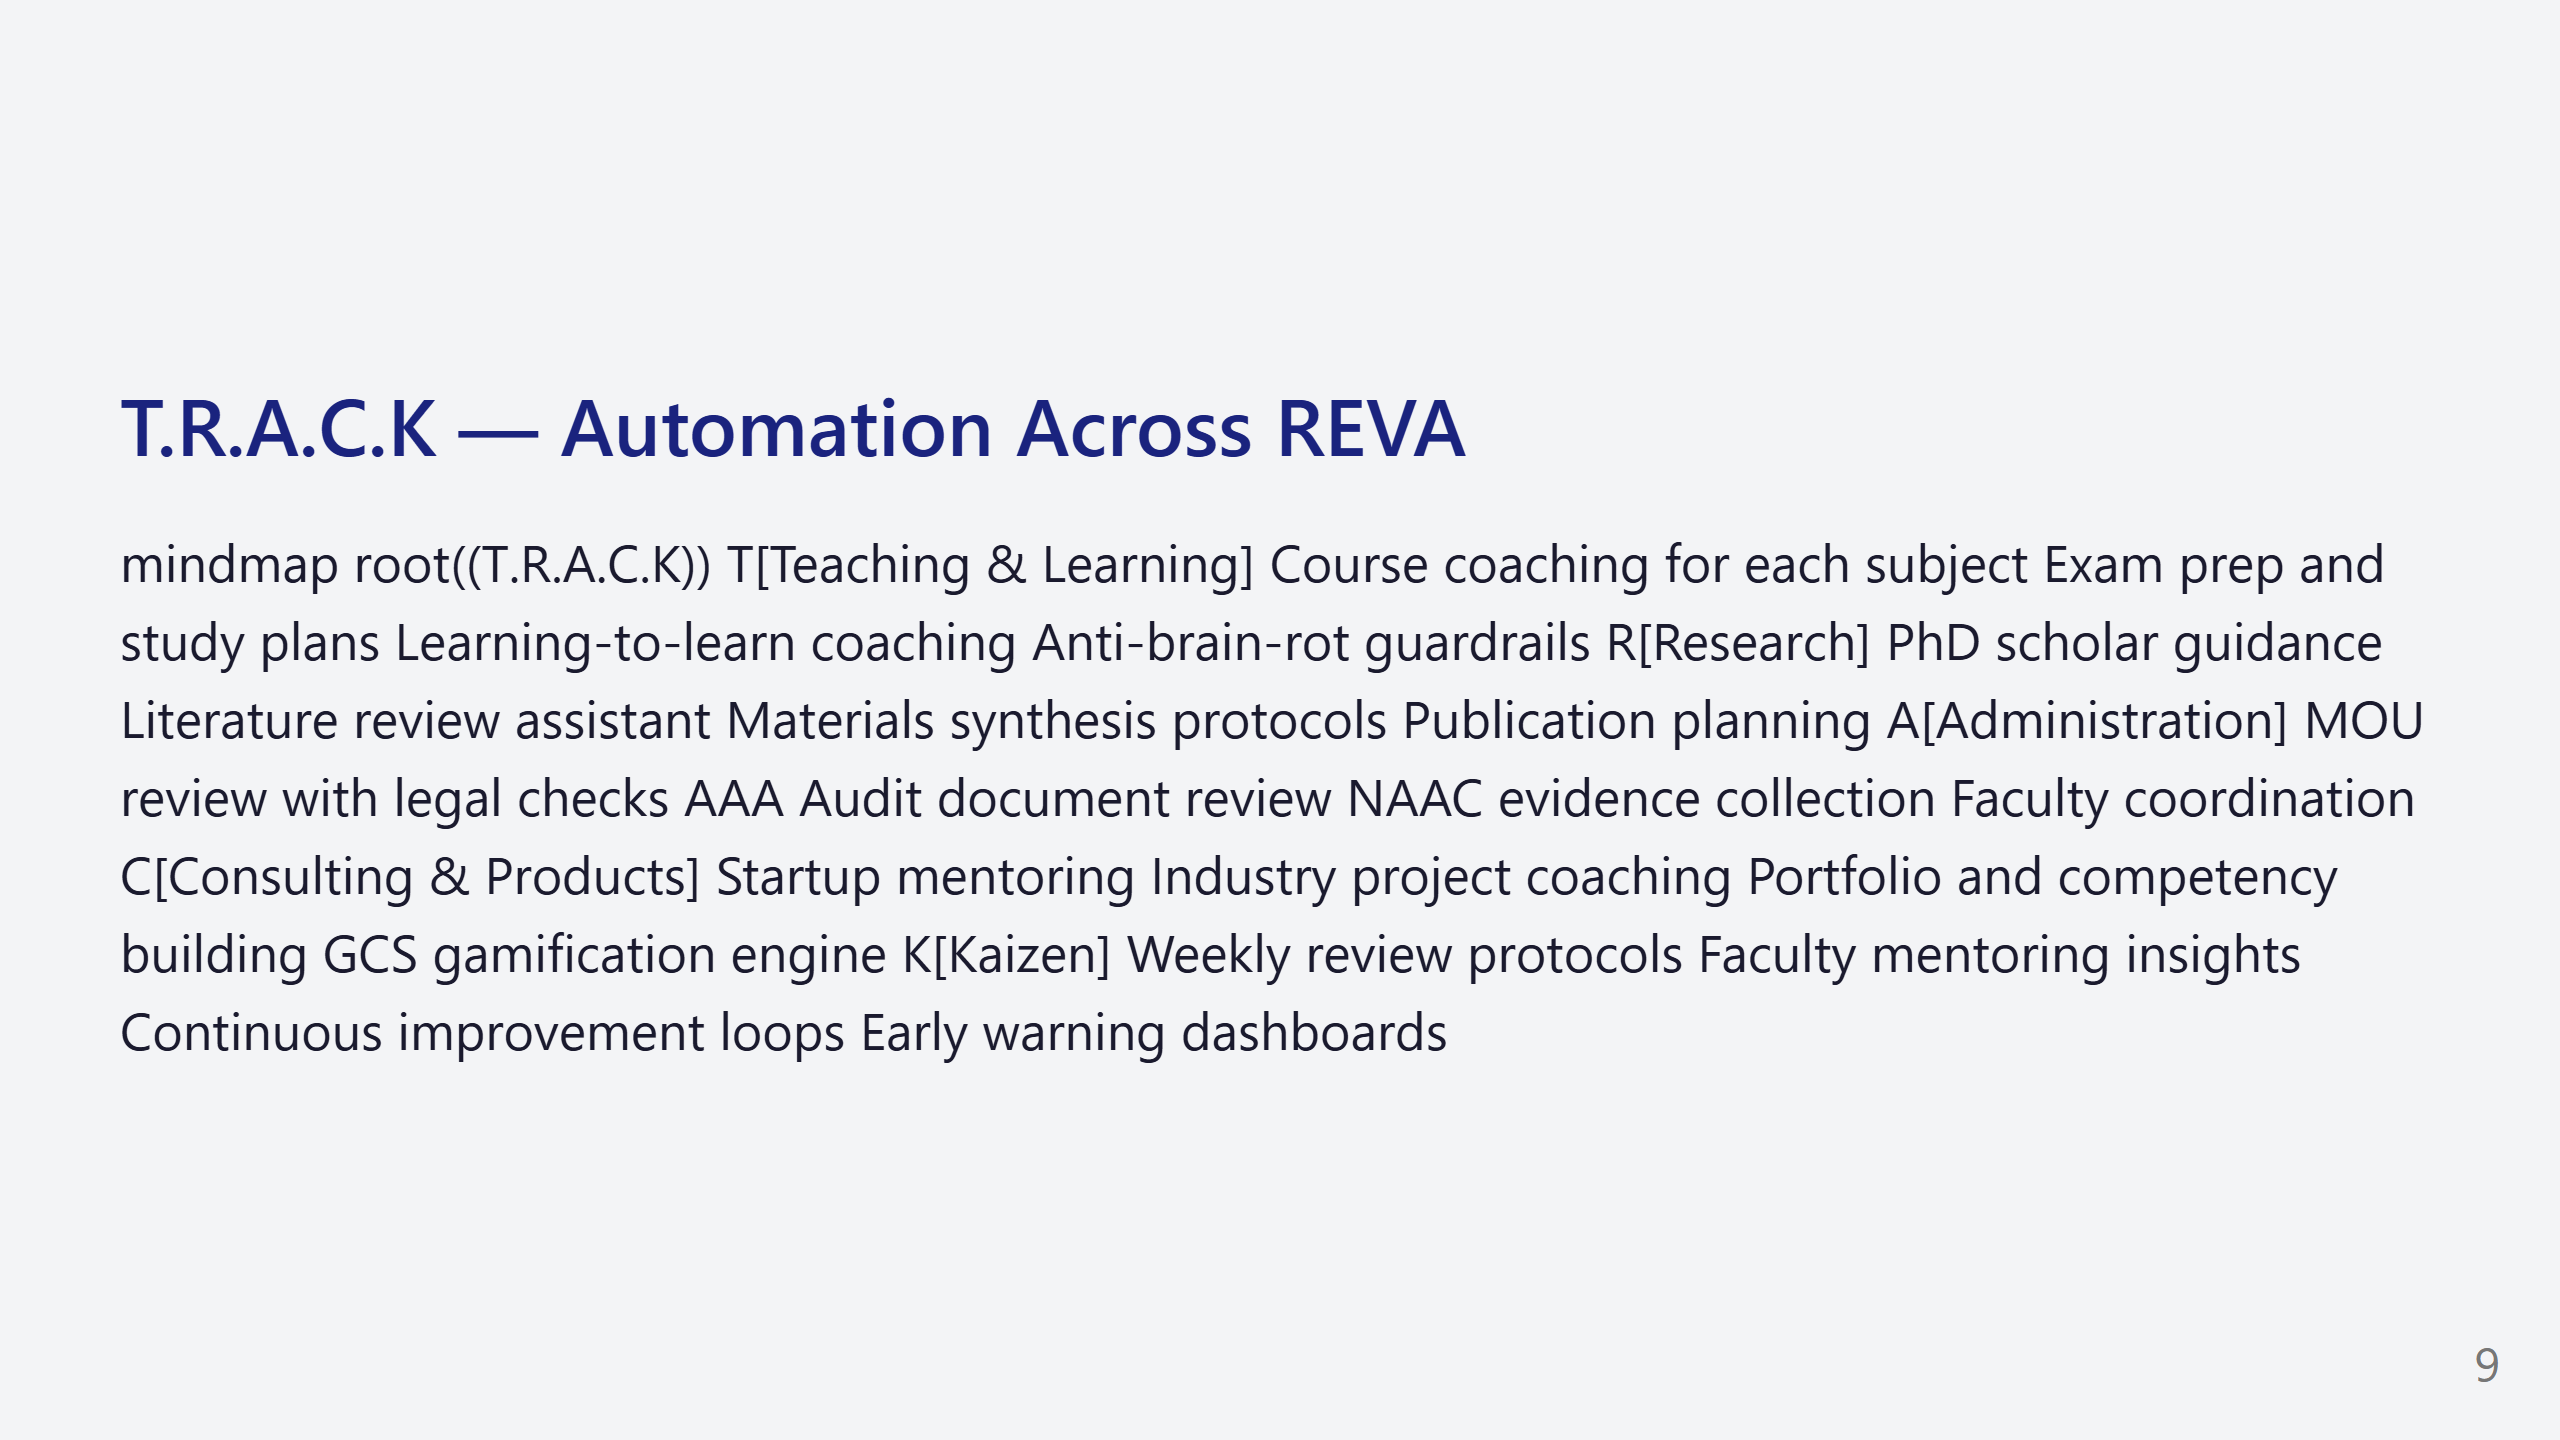 T.R.A.C.K — Automation Across REVA
mindmap root((T.R.A.C.K)) T[Teaching & Learning] Course coaching for each subject Exam prep and
study plans Learning-to-learn coaching Anti-brain-rot guardrails R[Research] PhD scholar guidance
Literature review assistant Materials synthesis protocols Publication planning A[Administration] MOU
review with legal checks AAA Audit document review NAAC evidence collection Faculty coordination
C[Consulting & Products] Startup mentoring Industry project coaching Portfolio and competency
building GCS gamification engine K[Kaizen] Weekly review protocols Faculty mentoring insights
Continuous improvement loops Early warning dashboards
9